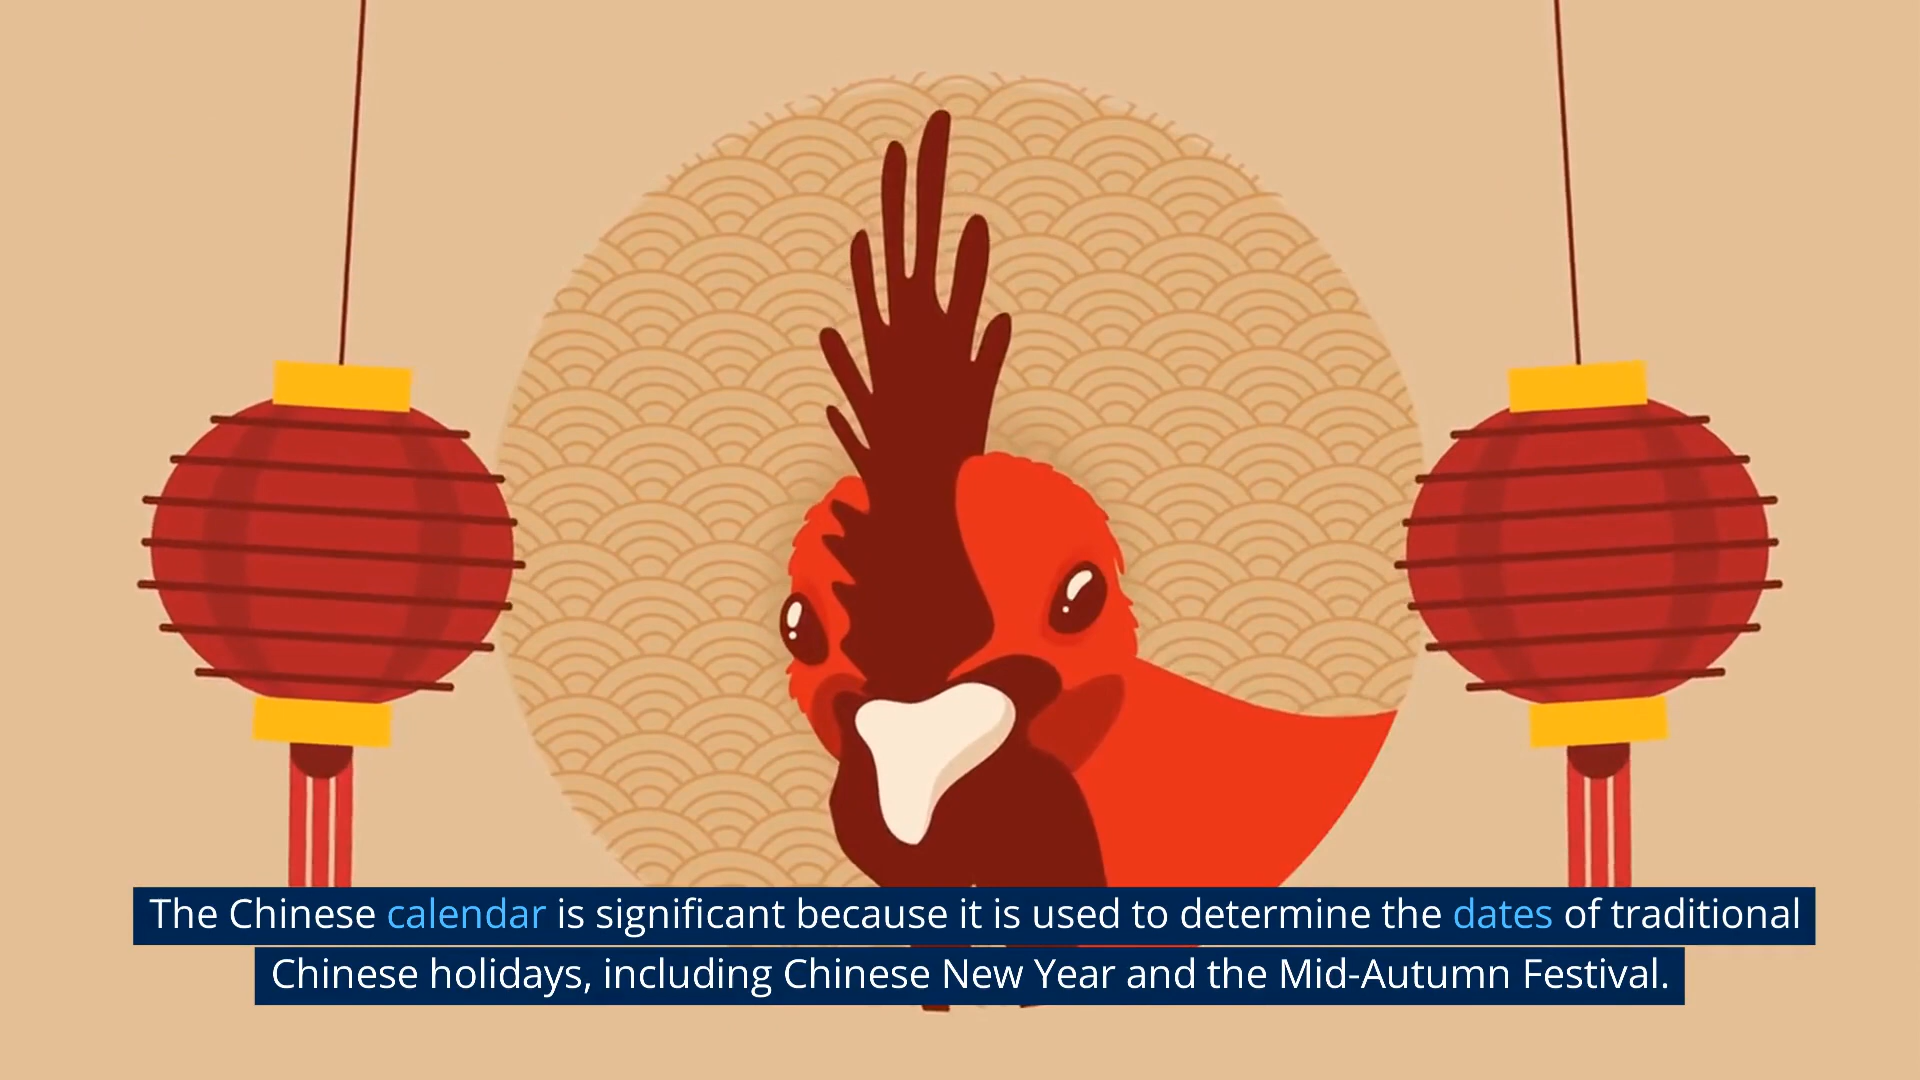 The Chinese calendar is significant because it is used to determine the dates of traditional
Chinese holidays, including Chinese New Year and the Mid-Autumn Festival.